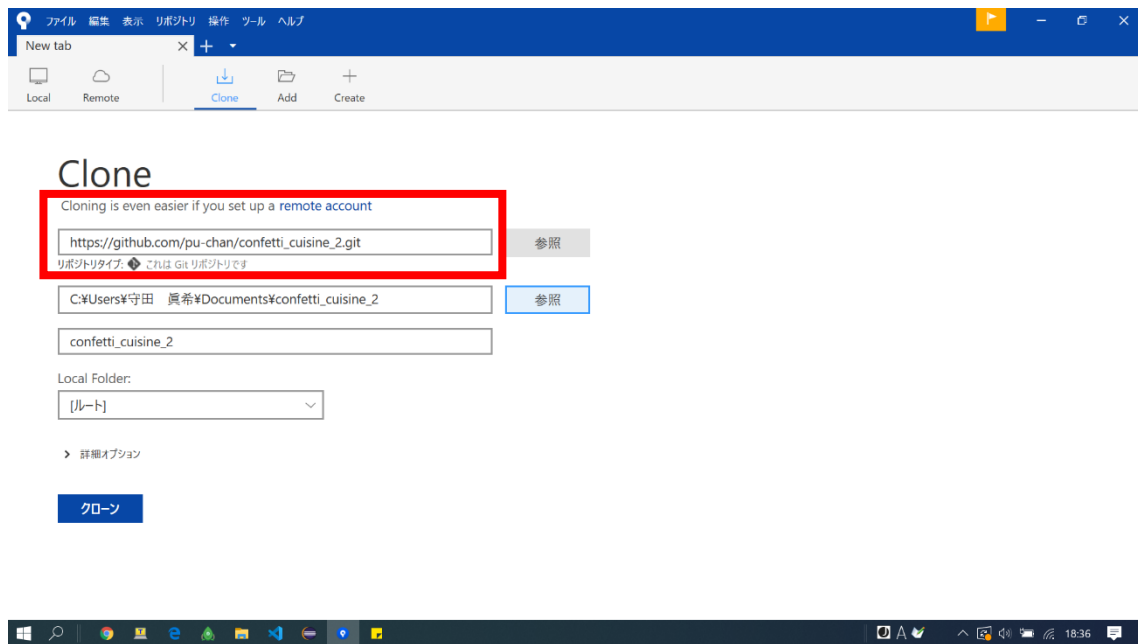 ファイル 編集 表示 リポジトリ 操作 ツール ヘルプ
New tab
Local Remote Clone Add Create
Clone
Cloning is even easier if you set up a remote account
https://github.com/pu-chan/confetti_cuisine_2.git 参照
リポジトリタイプ: これは Git リポジトリです
C:¥Users¥守田　眞希¥Documents¥confetti_cuisine_2 参照
confetti_cuisine_2
Local Folder:
[ルート]
詳細オプション
クローン
A 18:36